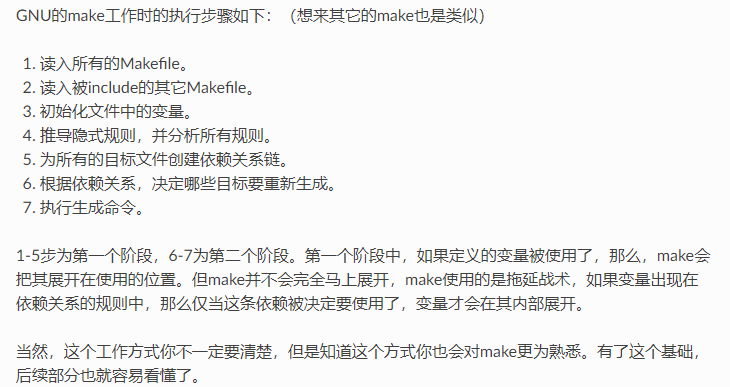 GNU的make工作时的执行步骤如下：（想来其它的make也是类似）
1. 读入所有的Makefile。
2. 读入被include的其它Makefile。
3. 初始化文件中的变量。
4. 推导隐式规则，并分析所有规则。
5. 为所有的目标文件创建依赖关系链。
6. 根据依赖关系，决定哪些目标要重新生成。
7. 执行生成命令。
1-5步为第一个阶段，6-7为第二个阶段。第一个阶段中，如果定义的变量被使用了，那么，make会
把其展开在使用的位置。但make并不会完全马上展开，make使用的是拖延战术，如果变量出现在
依赖关系的规则中，那么仅当这条依赖被决定要使用了，变量才会在其内部展开。
当然，这个工作方式你不一定要清楚，但是知道这个方式你也会对make更为熟悉。有了这个基础，
后续部分也就容易看懂了。